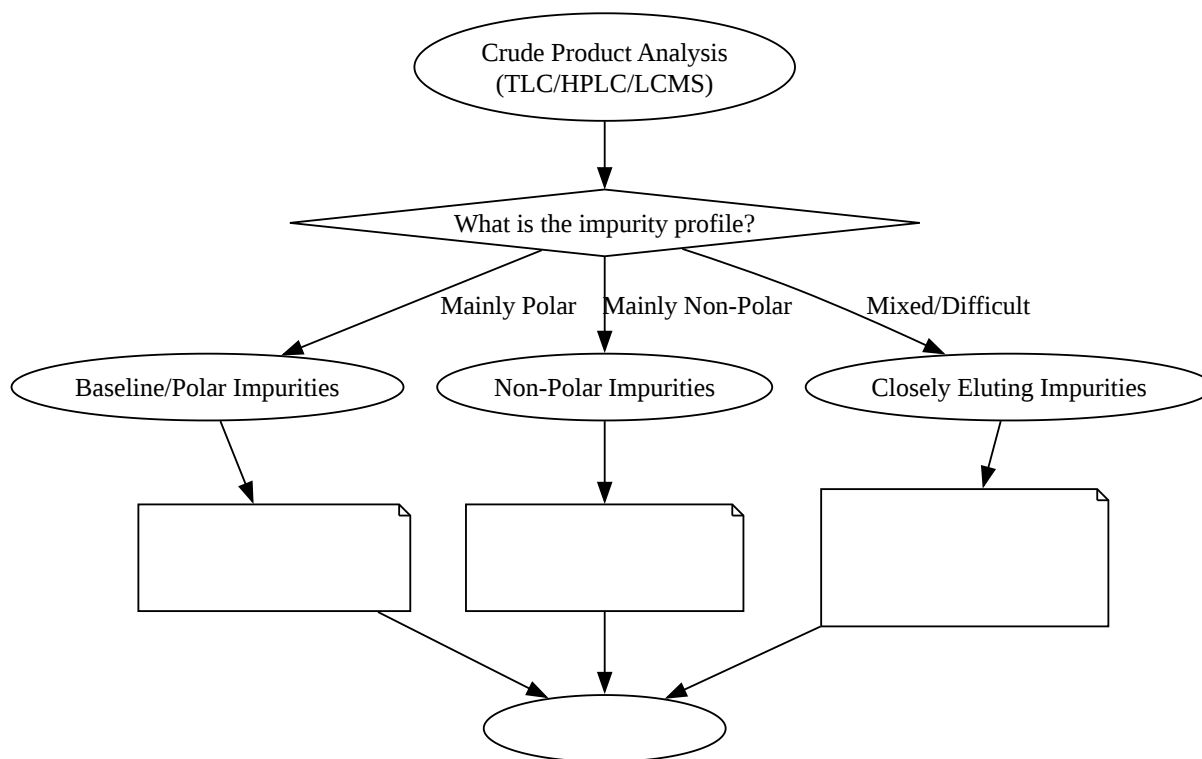 Crude Product Analysis
(TLC/HPLC/LCMS)
What is the impurity profile?
Mainly Polar
Mainly Non-Polar
Mixed/Difficult
Baseline/Polar Impurities
Non-Polar Impurities
Closely Eluting Impurities